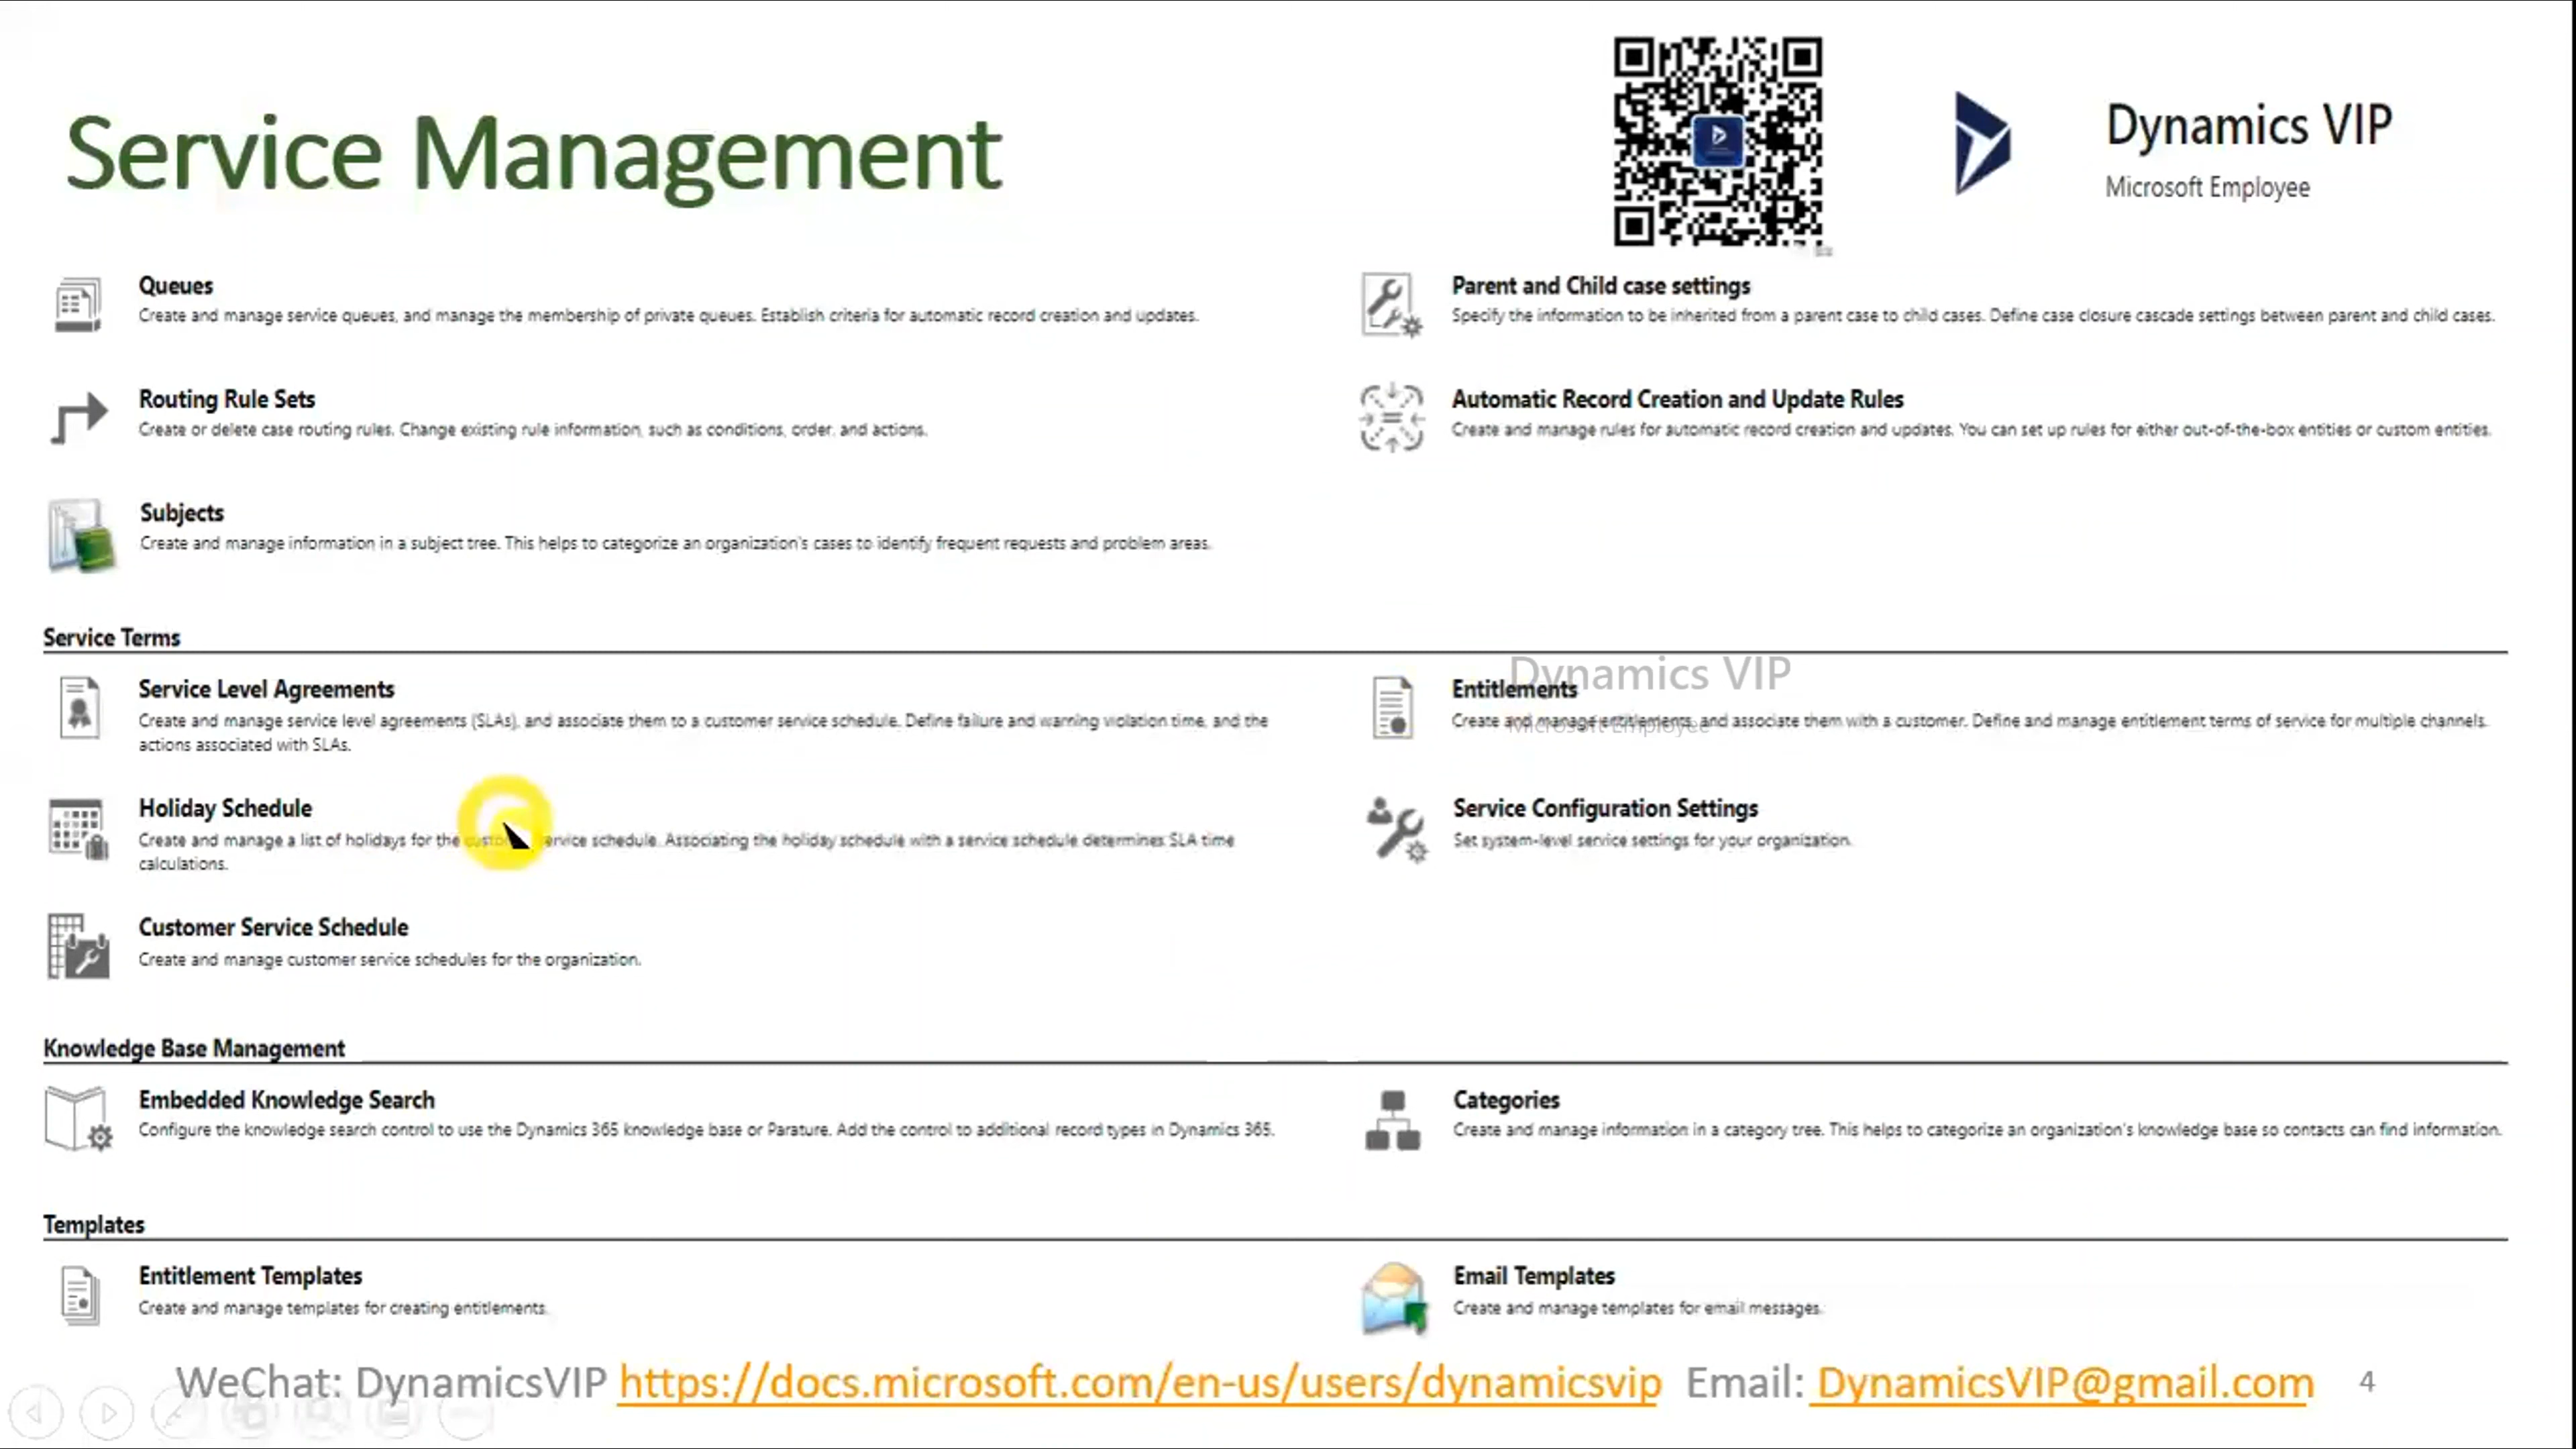 Service Management
Dynamics VIP
Microsoft Employee
Queues
Create and manage service queues, and manage the membership of private queues. Establish criteria for automatic record creation and updates.
Parent and Child case settings
Specify the information to be inherited from a parent case to child cases. Define case closure cascade settings between parent and child cases.
Routing Rule Sets
Create or delete case routing rules. Change existing rule information, such as conditions, order, and actions.
Automatic Record Creation and Update Rules
Create and manage rules for automatic record creation and updates. You can set up rules for either out-of-the-box entities or custom entities.
Subjects
Create and manage information in a subject tree. This helps to categorize an organization's cases to identify frequent requests and problem areas.
Service Terms
Service Level Agreements
Create and manage service level agreements (SLAs), and associate them to a customer service schedule. Define failure and warning violation time, and the
actions associated with SLAs.
Dynamics VIP
Microsoft Employee
Entitlements
Create and manage entitlements, and associate them with a customer. Define and manage entitlement terms of service for multiple channels.
Holiday Schedule
Create and manage a list of holidays for the service schedule. Associating the holiday schedule with a service schedule determines SLA time
calculations.
Service Configuration Settings
Set system-level service settings for your organization.
Customer Service Schedule
Create and manage customer service schedules for the organization.
Knowledge Base Management
Embedded Knowledge Search
Configure the knowledge search control to use the Dynamics 365 knowledge base or Parature. Add the control to additional record types in Dynamics 365.
Categories
Create and manage information in a category tree. This helps to categorize an organization's knowledge base so contacts can find information.
Templates
Entitlement Templates
Create and manage templates for creating entitlements.
Email Templates
Create and manage templates for email messages.
WeChat: DynamicsVIP https://docs.microsoft.com/en-us/users/dynamicsvip Email: DynamicsVIP@gmail.com 4